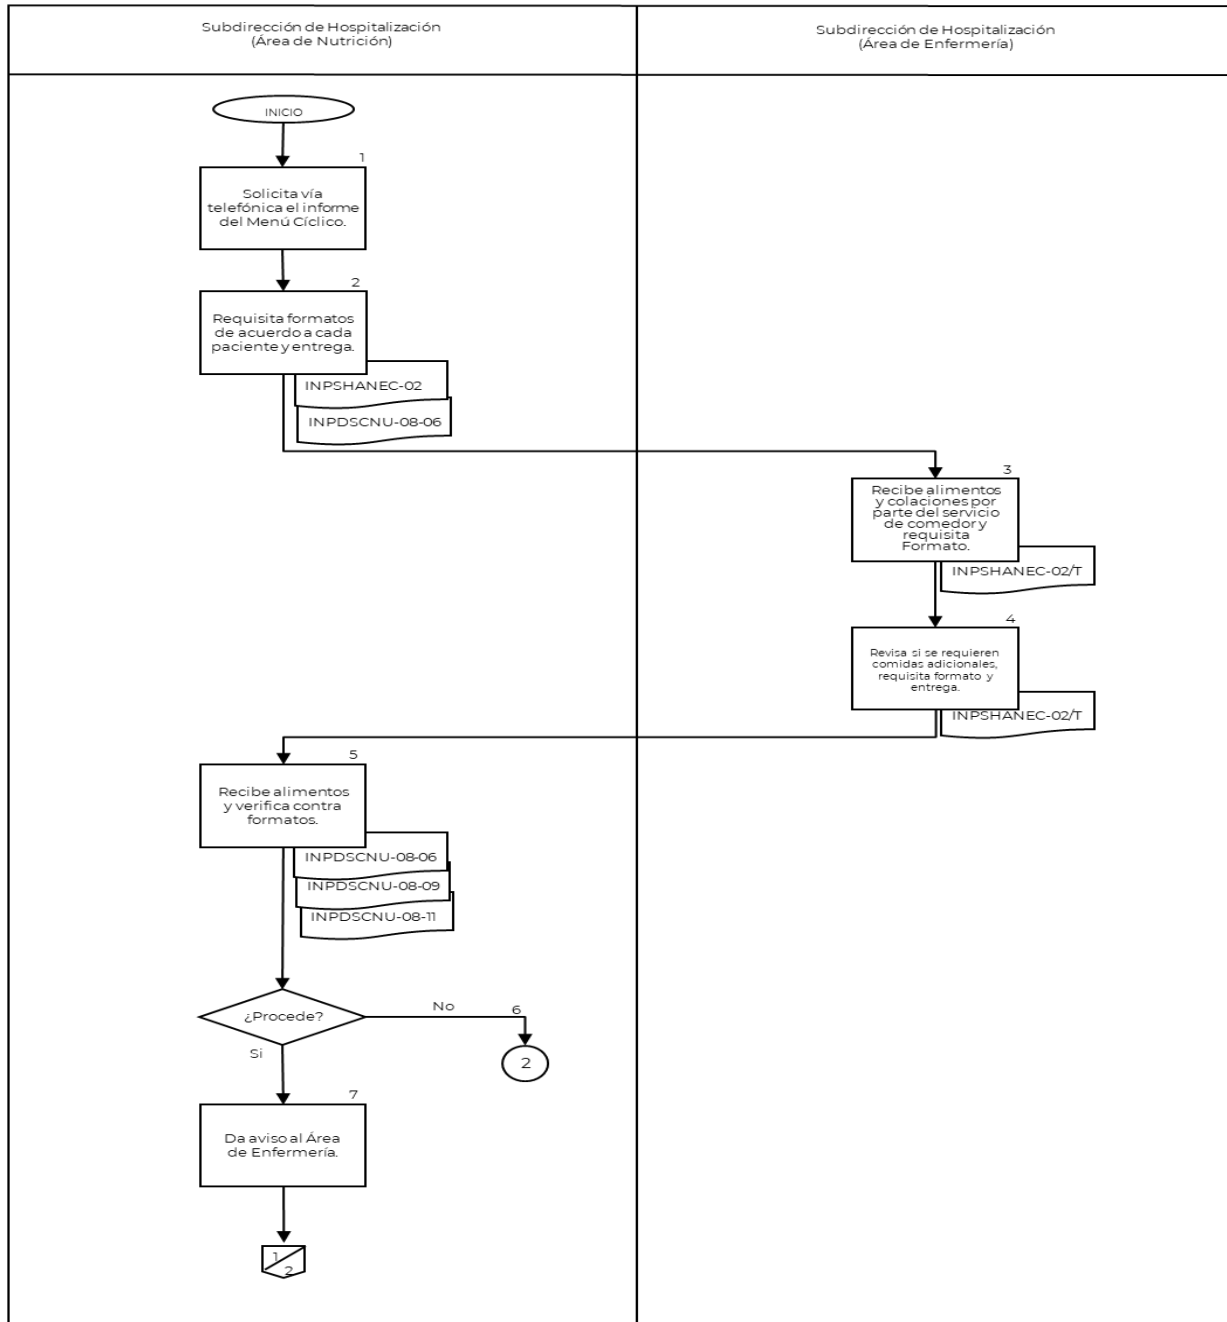 Subdirección de Hospitalización
(Área de Nutrición)
Subdirección de Hospitalización
(Área de Enfermería)
INICIO
1
Solicita vía
telefónica el informe
del Menú Cíclico.
2
Requisita formatos
de acuerdo a cada
paciente y entrega.
INPSHANEC-02
INPDSCNU-08-06
3
Recibe alimentos
y colaciones por
parte del servicio
de comedor y
requisita
Formato.
INPSHANEC-02/T
4
Revisa si se requieren
comidas adicionales,
requisita formato y
entrega.
INPSHANEC-02/T
5
Recibe alimentos
y verifica contra
formatos.
INPDSCNU-08-06
INPDSCNU-08-09
INPDSCNU-08-11
¿Procede?
No
6
2
Si
7
Da aviso al Área
de Enfermería.
1
2